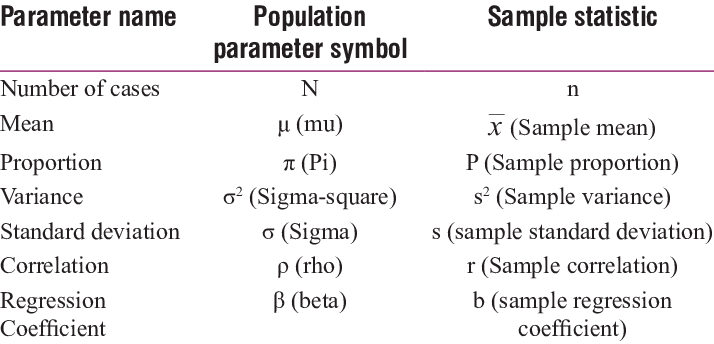 Parameter name Population parameter symbol Sample statistic
Number of cases N n
Mean μ (mu) x̅ (Sample mean)
Proportion π (Pi) P (Sample proportion)
Variance σ² (Sigma-square) s² (Sample variance)
Standard deviation σ (Sigma) s (sample standard deviation)
Correlation ρ (rho) r (Sample correlation)
Regression β (beta) b (sample regression
Coefficient coefficient)